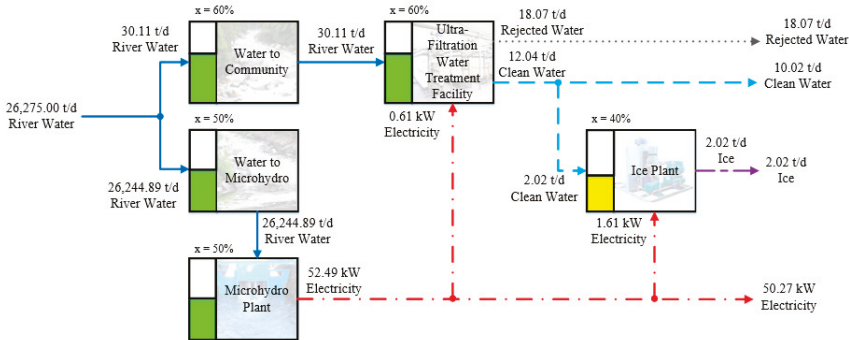 x = 60%
30.11 t/d
River Water
Water to
Community
30.11 t/d
River Water
x = 60%
Ultra-
Filtration
Water
Treatment
Facility
18.07 t/d
Rejected Water
18.07 t/d
Rejected Water
12.04 t/d
Clean Water
10.02 t/d
Clean Water
0.61 kW
Electricity
26,275.00 t/d
River Water
x = 50%
Water to
Microhydro
26,244.89 t/d
River Water
x = 40%
Ice Plant
2.02 t/d
Ice
2.02 t/d
Ice
2.02 t/d
Clean Water
1.61 kW
Electricity
26,244.89 t/d
River Water
x = 50%
Microhydro
Plant
52.49 kW
Electricity
50.27 kW
Electricity